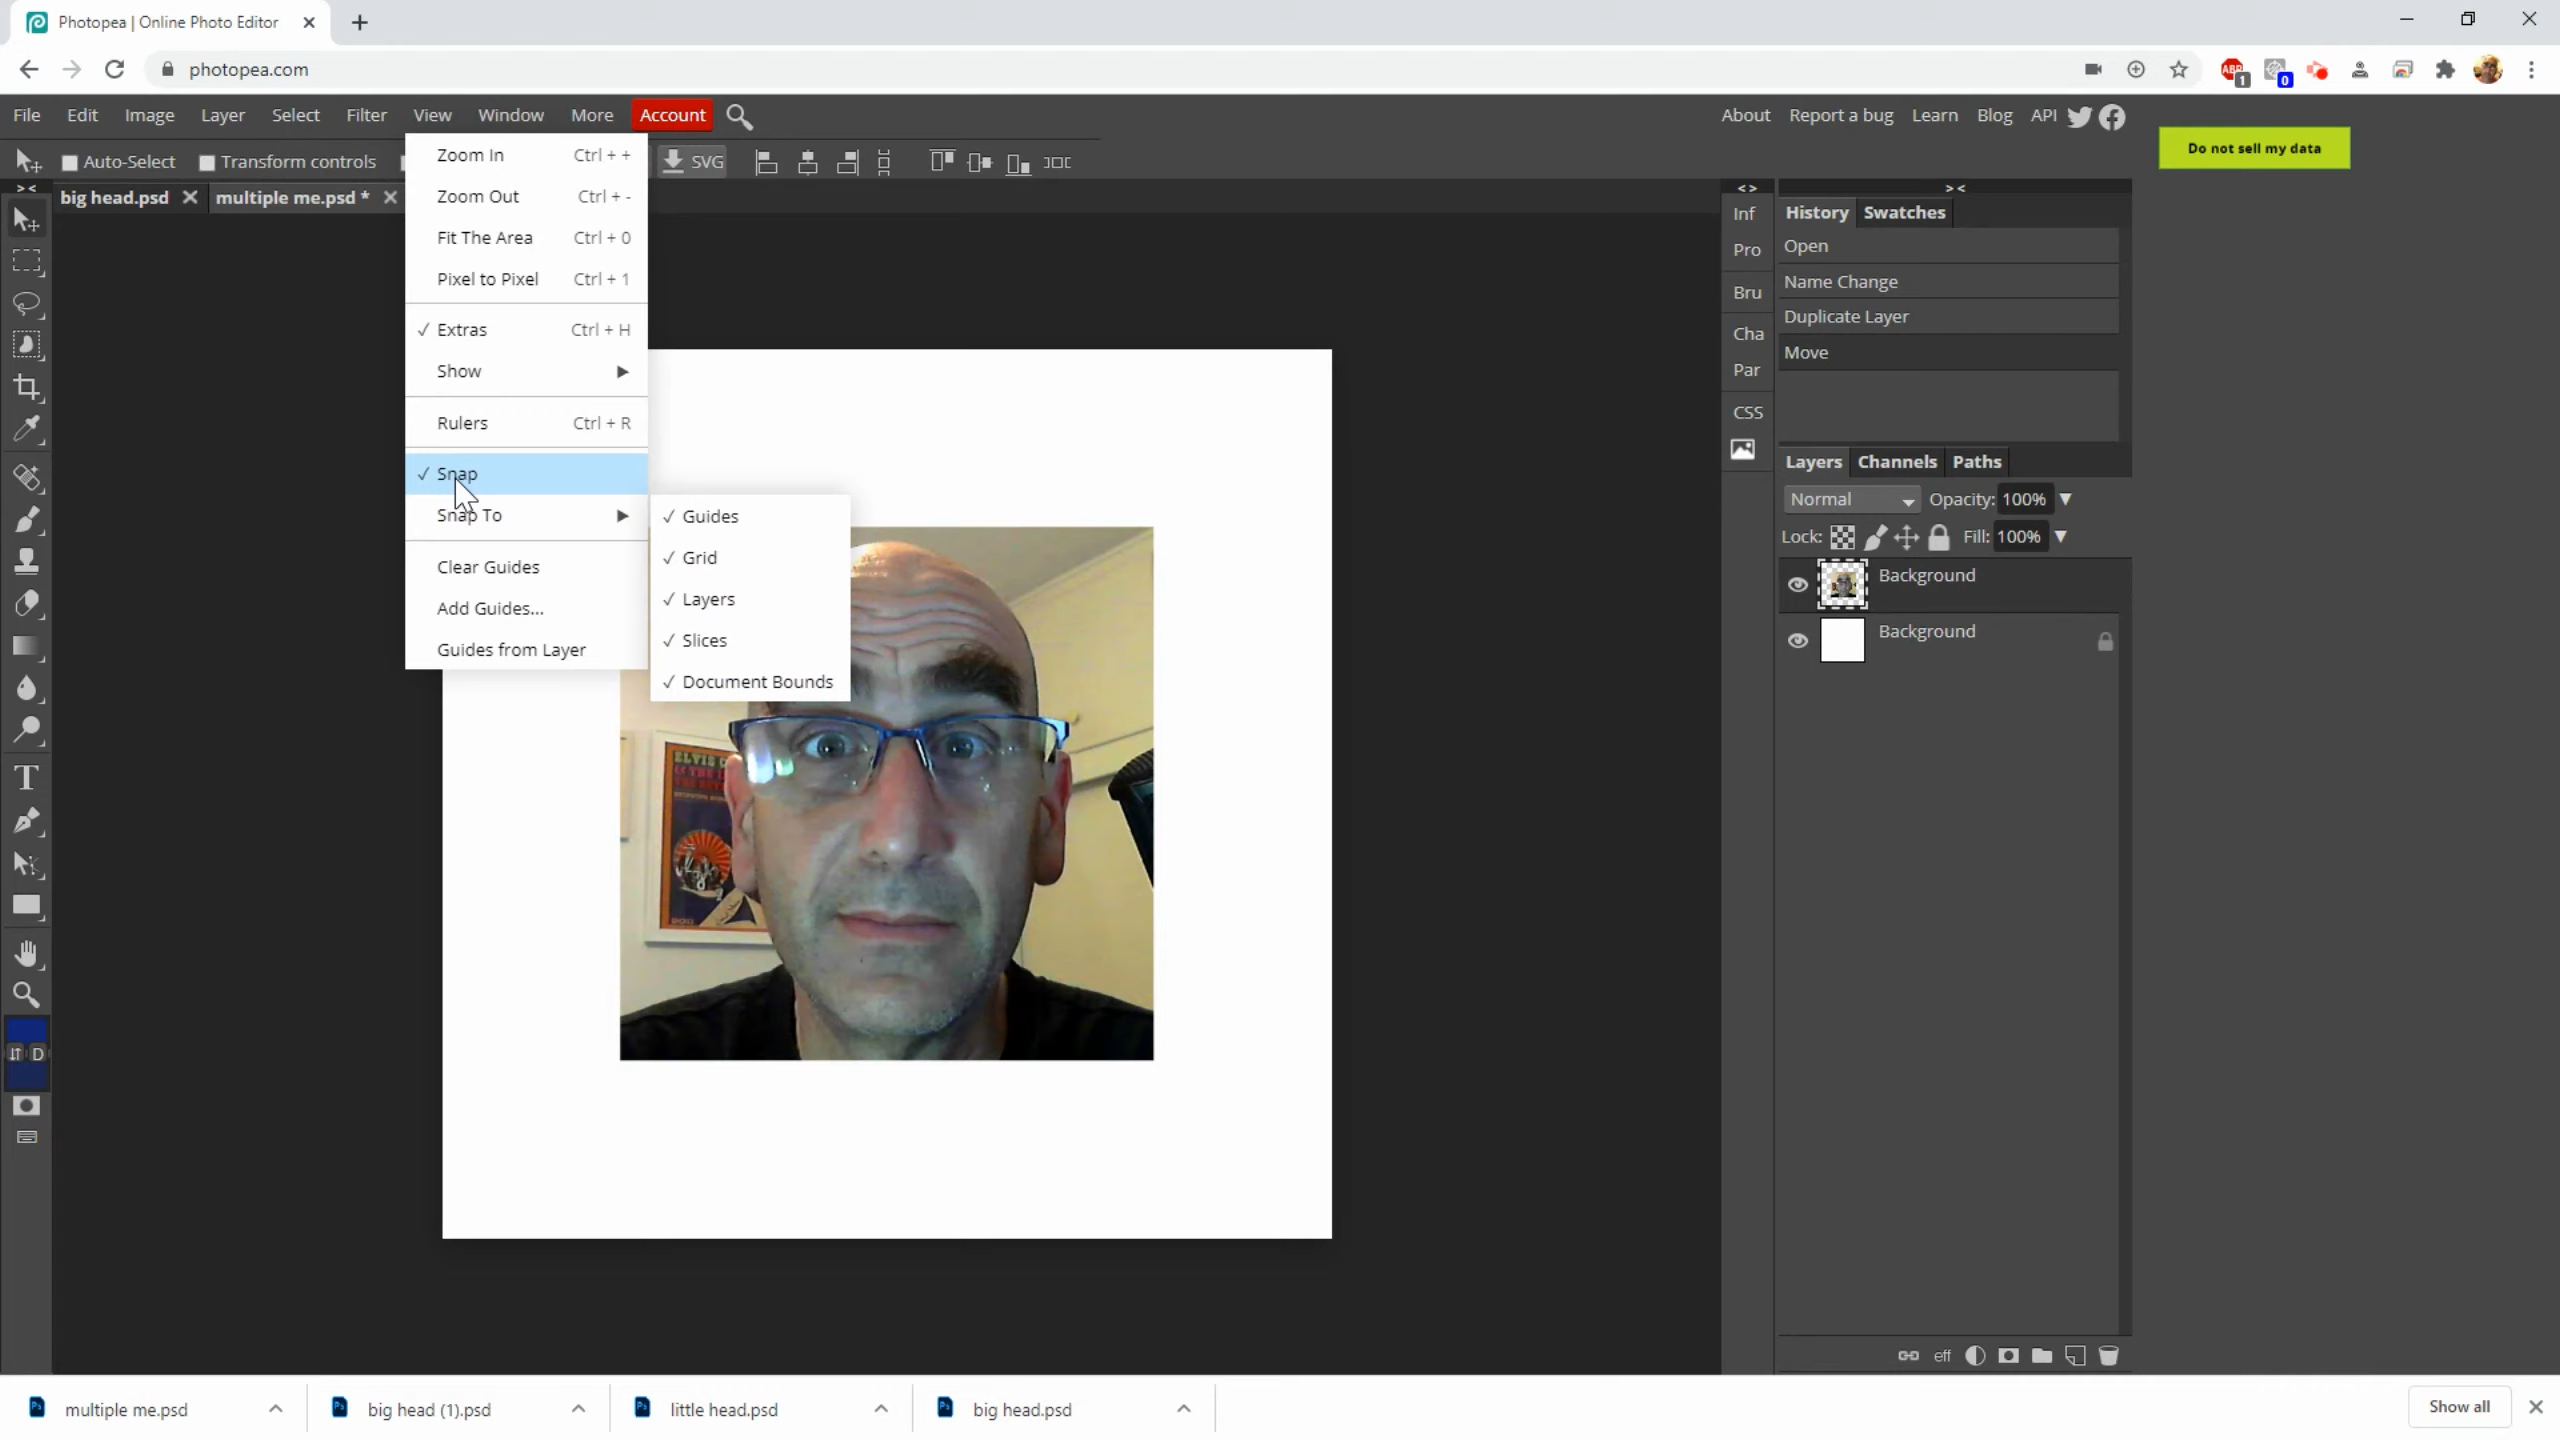 Photopea | Online Photo Editor
photopea.com
ABP 1 0
File Edit Image Layer Select Filter View Window More Account
About Report a bug Learn Blog API
Do not sell my data
Auto-Select Transform controls SVG
big head.psd multiple me.psd *
Zoom In Ctrl + +
Zoom Out Ctrl + -
Fit The Area Ctrl + 0
Pixel to Pixel Ctrl + 1
Extras Ctrl + H
Show
Rulers Ctrl + R
Snap
Snap To
Clear Guides
Add Guides...
Guides from Layer
Guides
Grid
Layers
Slices
Document Bounds
ELVIS
D
Inf
Pro
Bru
Cha
Par
CSS
History Swatches
Open
Name Change
Duplicate Layer
Move
Layers Channels Paths
Normal Opacity: 100%
Lock: Fill: 100%
Background
Background
eff
multiple me.psd big head (1).psd little head.psd big head.psd Show all